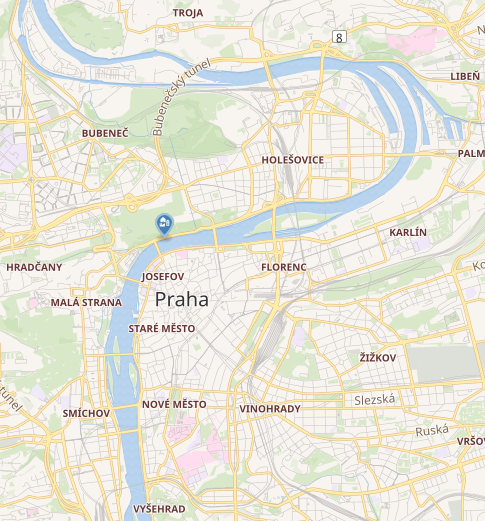 TROJA
8
LIBEŇ
Bubenečský tunel
BUBENEČ
HOLEŠOVICE
PALM
KARLÍN
HRADČANY
JOSEFOV
FLORENC
Ko
MALÁ STRANA
Praha
STARÉ MĚSTO
ŽIŽKOV
tunel
Slezská
SMÍCHOV
NOVÉ MĚSTO
VINOHRADY
Ruská
VRŠOV
VYŠEHRAD